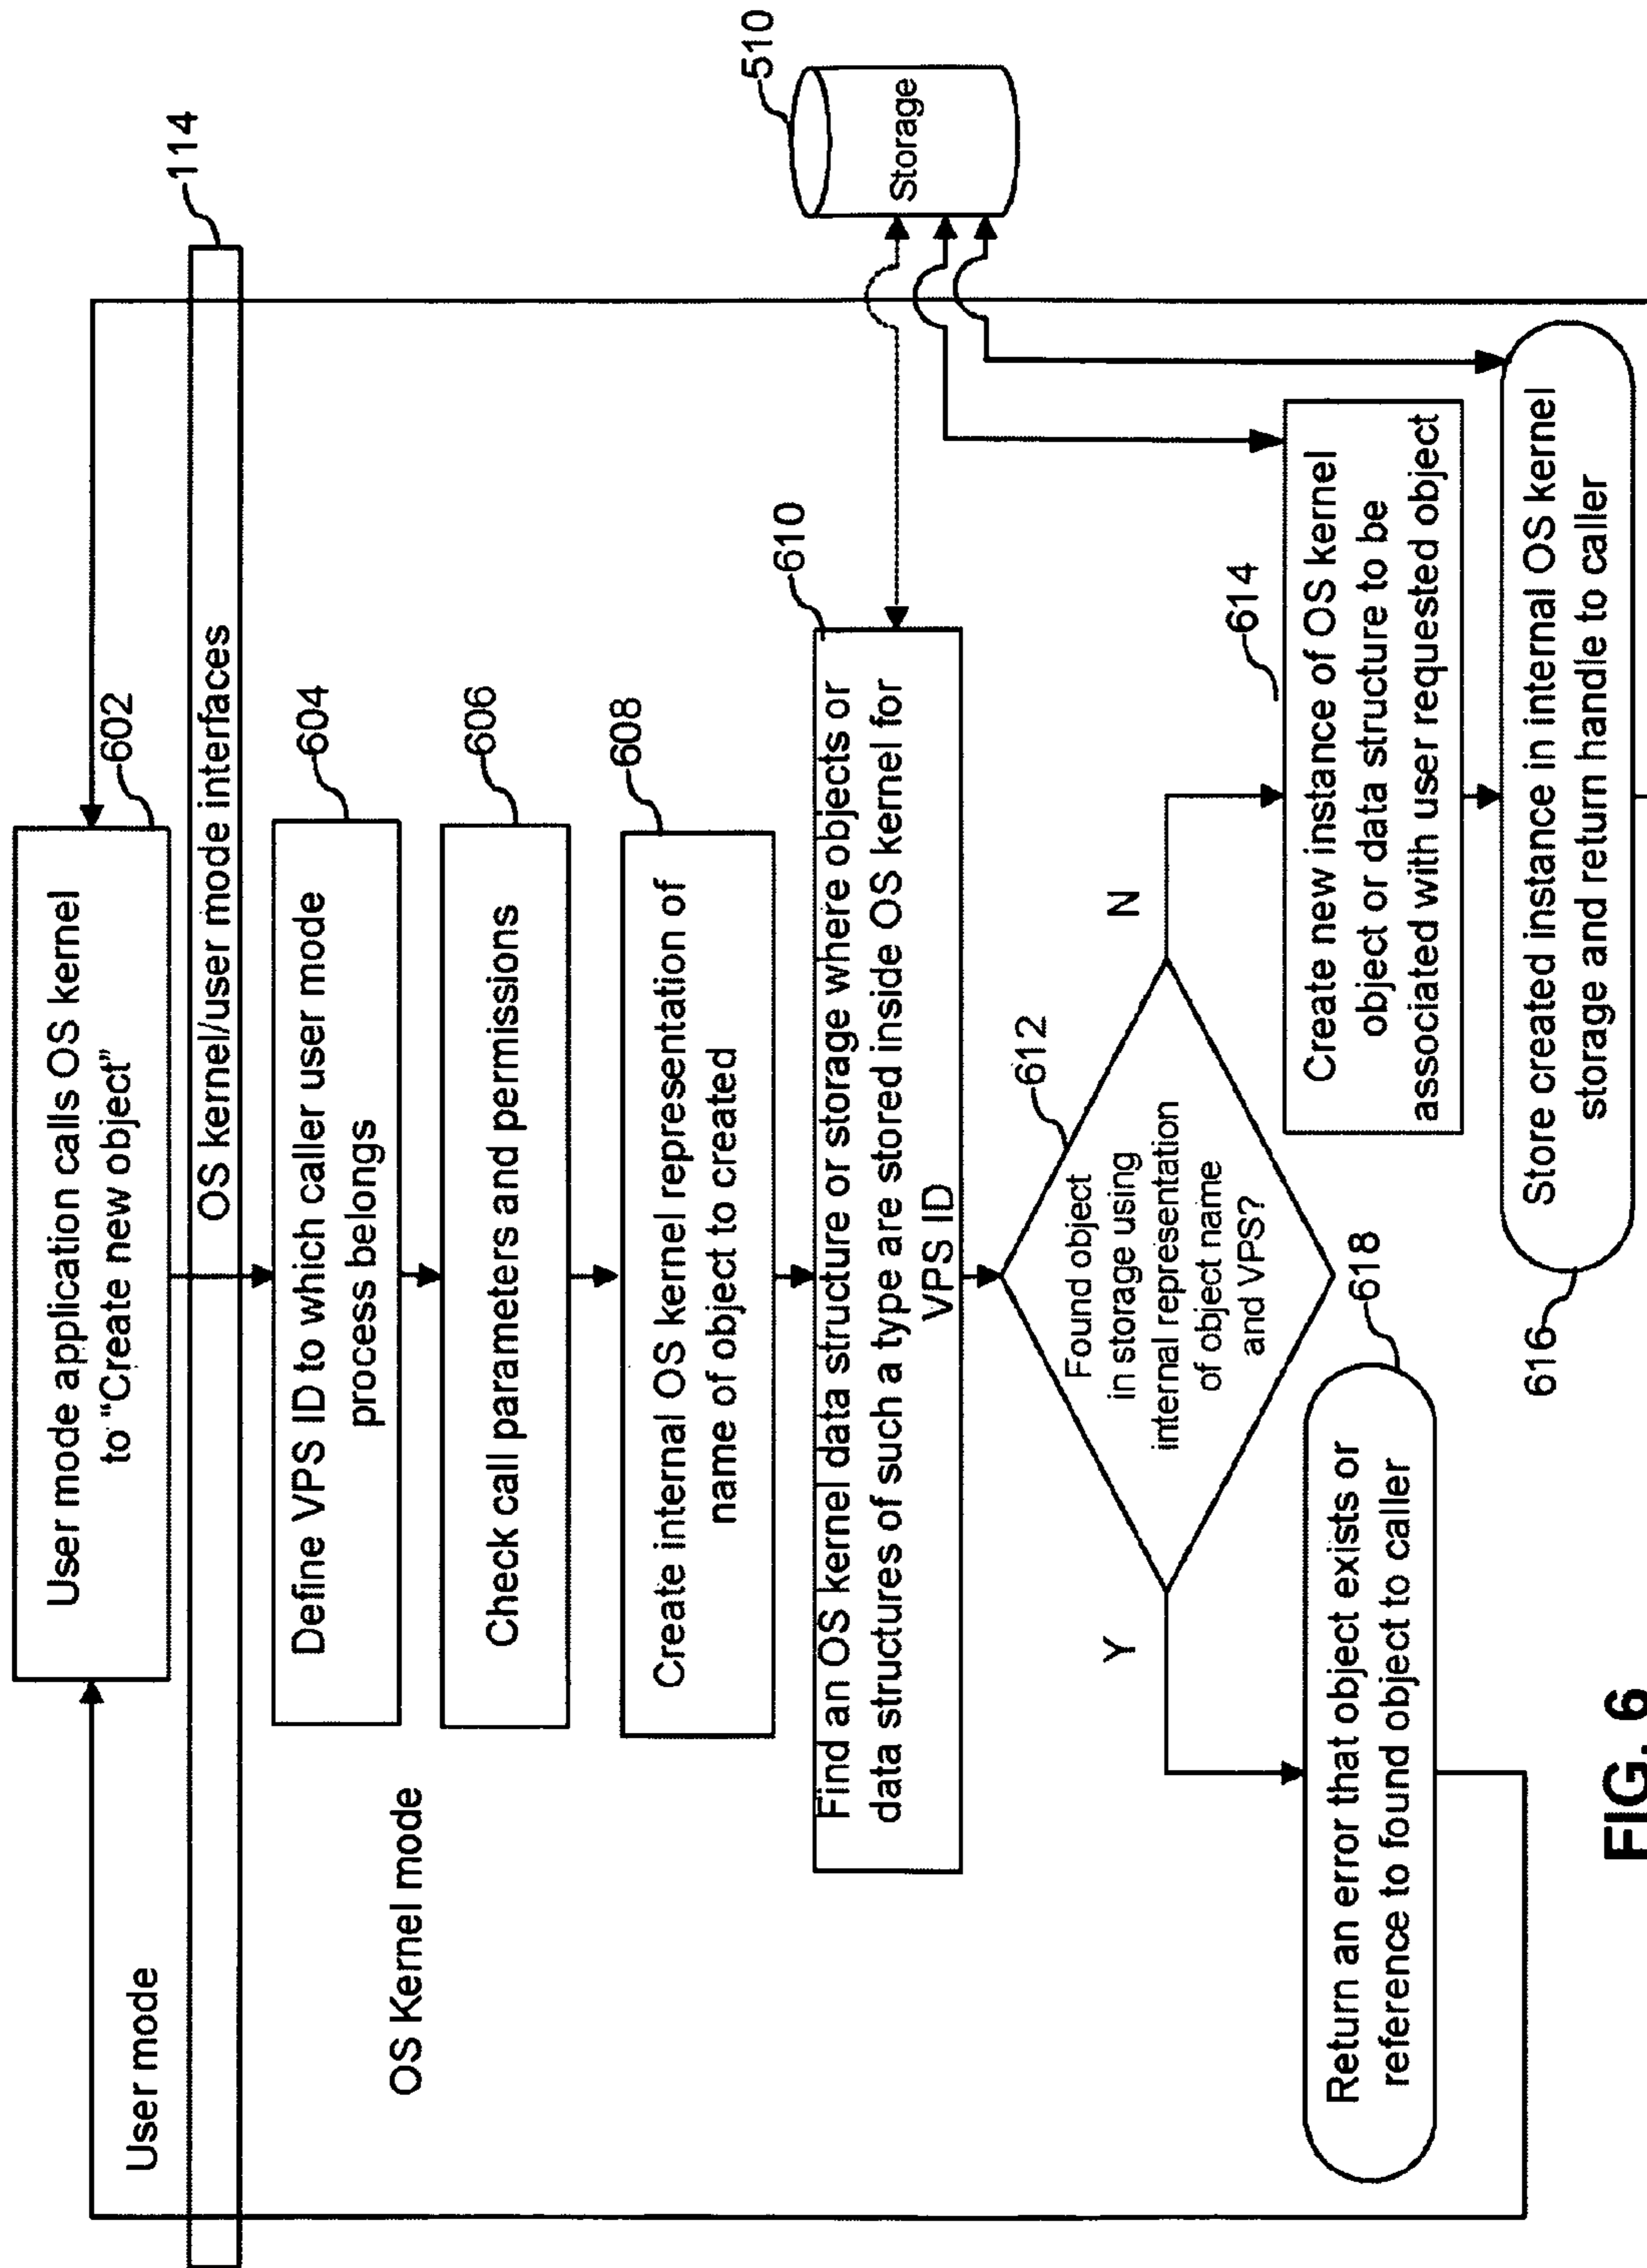 User mode application calls OS kernel
to "Create new object"
602
User mode
OS kernel/user mode interfaces
114
OS Kernel mode
Define VPS ID to which caller user mode
process belongs
604
Check call parameters and permissions
606
Create internal OS kernel representation of
name of object to created
608
Find an OS kernel data structure or storage where objects or
data structures of such a type are stored inside OS kernel for
VPS ID
610
Storage
510
Found object
in storage using
internal representation
of object name
and VPS?
612
Y
N
Return an error that object exists or
reference to found object to caller
618
Create new instance of OS kernel
object or data structure to be
associated with user requested object
614
Store created instance in internal OS kernel
storage and return handle to caller
616
FIG. 6